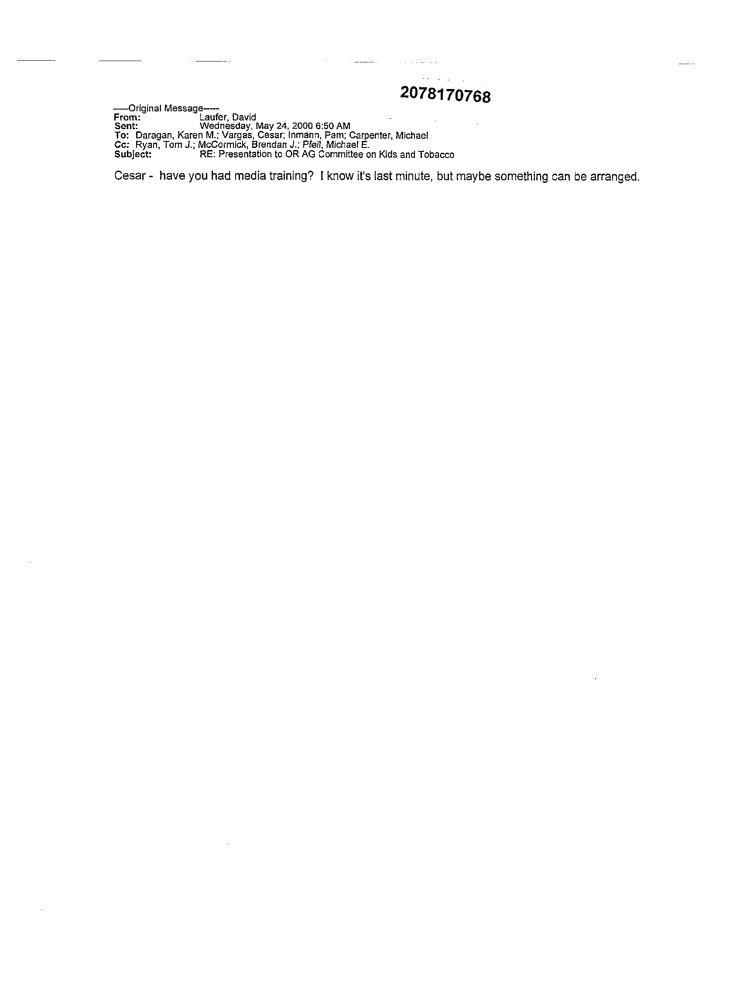 2078170768
-----Original Message-----
From: Laufer, David
Sent: Wednesday, May 24, 2000 6:50 AM
To: Daragan, Karen M.; Vargas, Cesar; Inmann, Pam; Carpenter, Michael
Cc: Ryan, Tom J.; McCormick, Brendan J.; Pfeil, Michael E.
Subject: RE: Presentation to OR AG Committee on Kids and Tobacco
Cesar - have you had media training? I know it's last minute, but maybe something can be arranged.